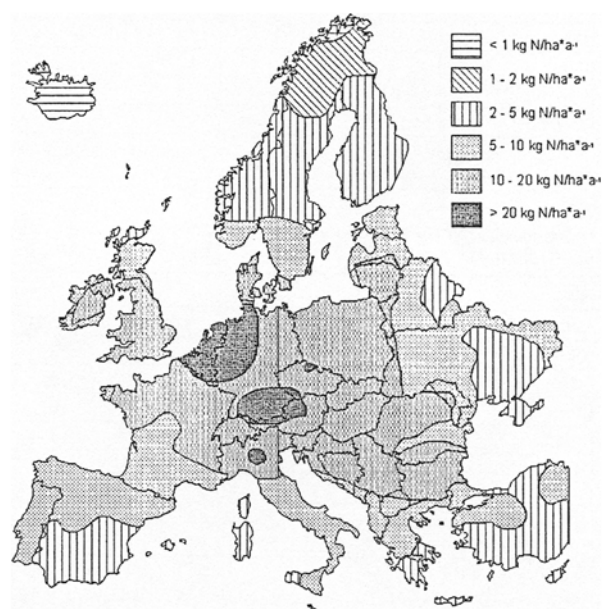 < 1 kg N/ha*a⁻¹
1 - 2 kg N/ha*a⁻¹
2 - 5 kg N/ha*a⁻¹
5 - 10 kg N/ha*a⁻¹
10 - 20 kg N/ha*a⁻¹
> 20 kg N/ha*a⁻¹